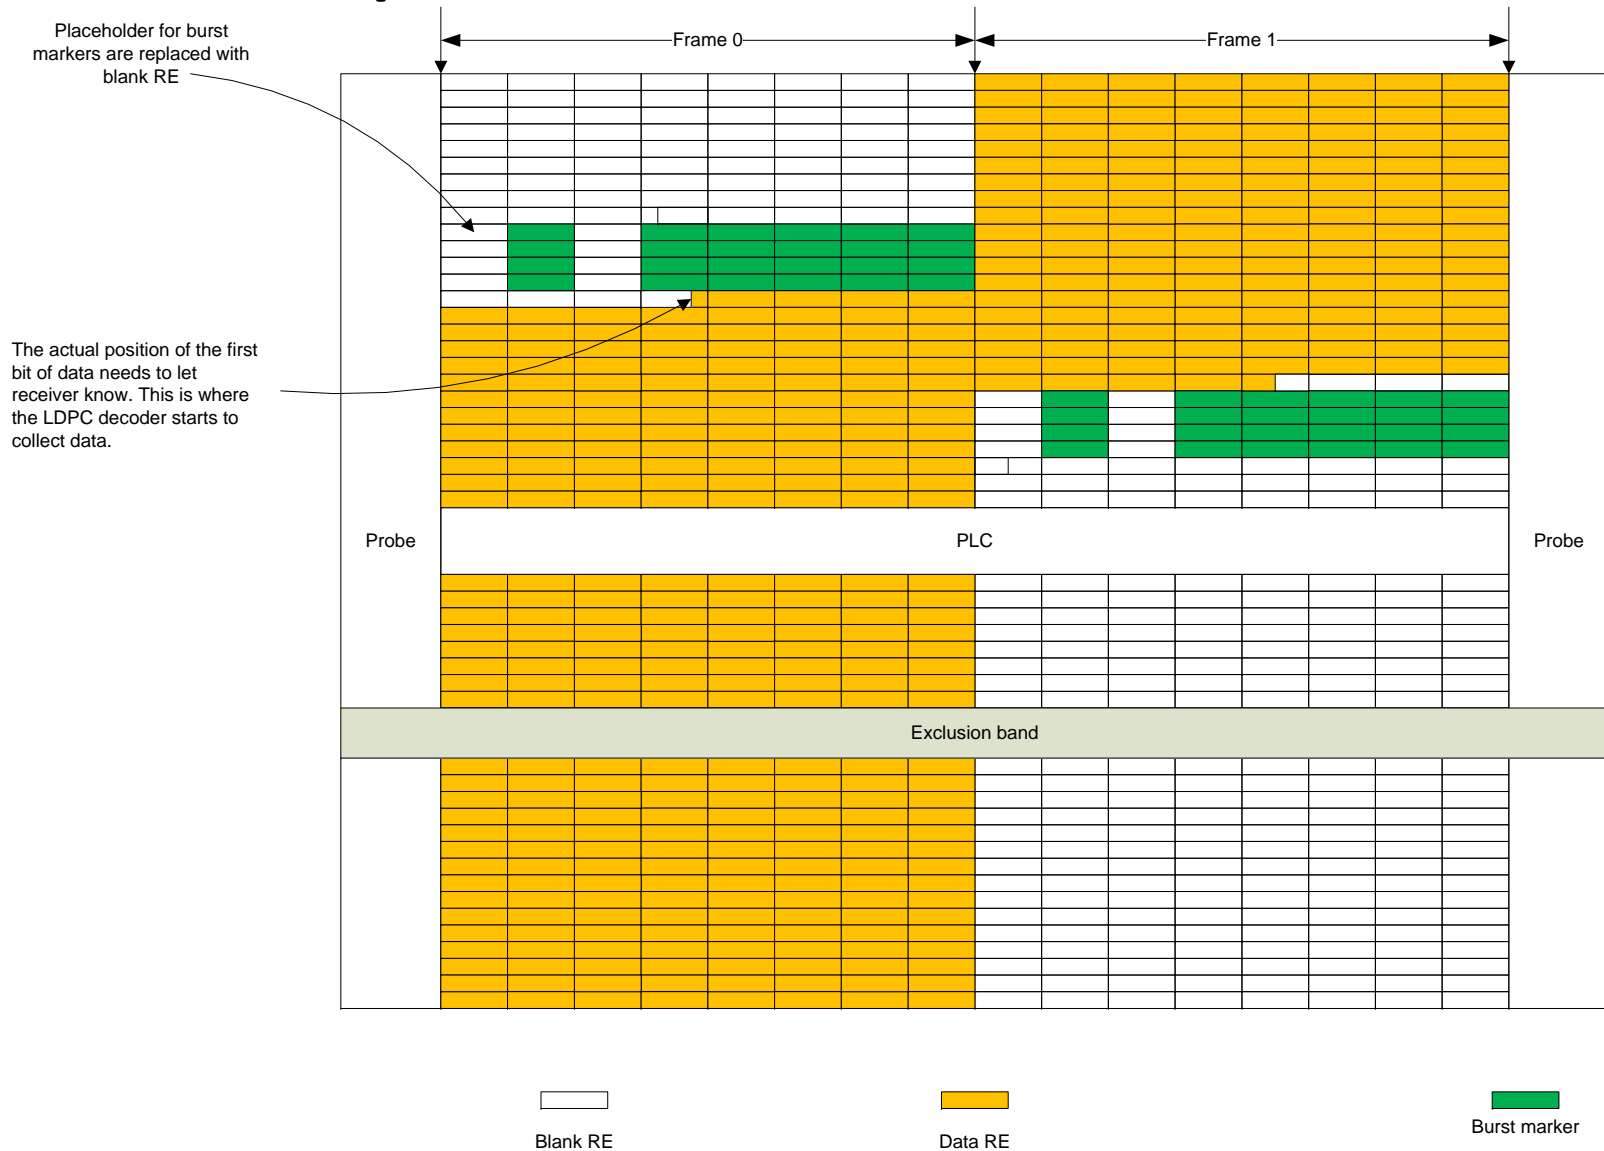 Placeholder for burst
markers are replaced with
blank RE
Frame 0
Frame 1
The actual position of the first
bit of data needs to let
receiver know. This is where
the LDPC decoder starts to
collect data.
Probe
PLC
Probe
Exclusion band
Blank RE
Data RE
Burst marker